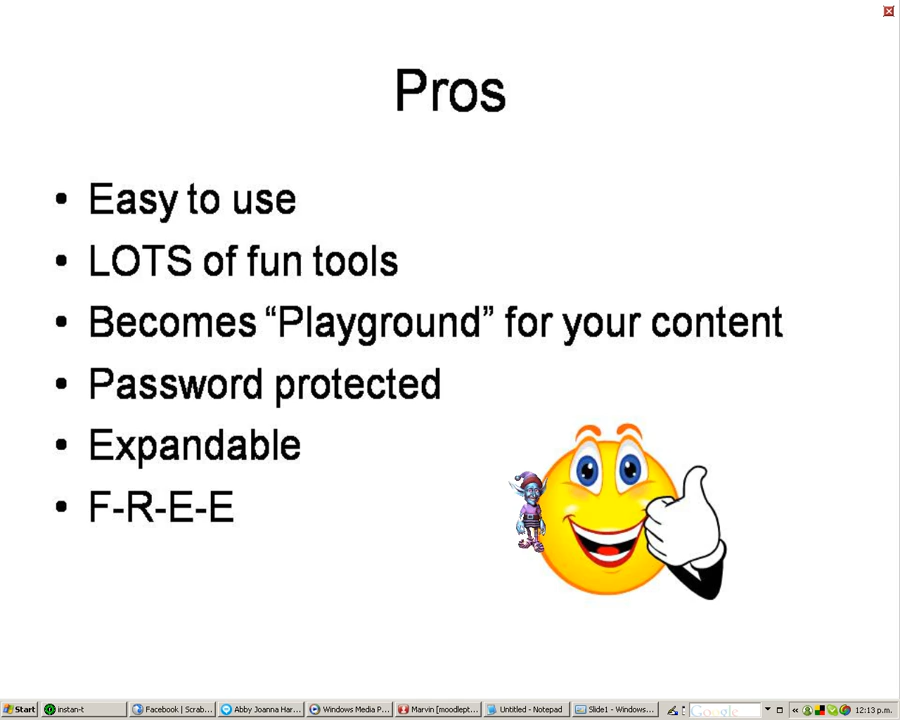 Pros
• Easy to use
• LOTS of fun tools
• Becomes “Playground” for your content
• Password protected
• Expandable
• F-R-E-E
Start instan-t Facebook | Scrab... Abby Joanna Har... Windows Media P... Marvin [moodlept... Untitled - Notepad Slide1 - Windows... Google 12:13 p.m.